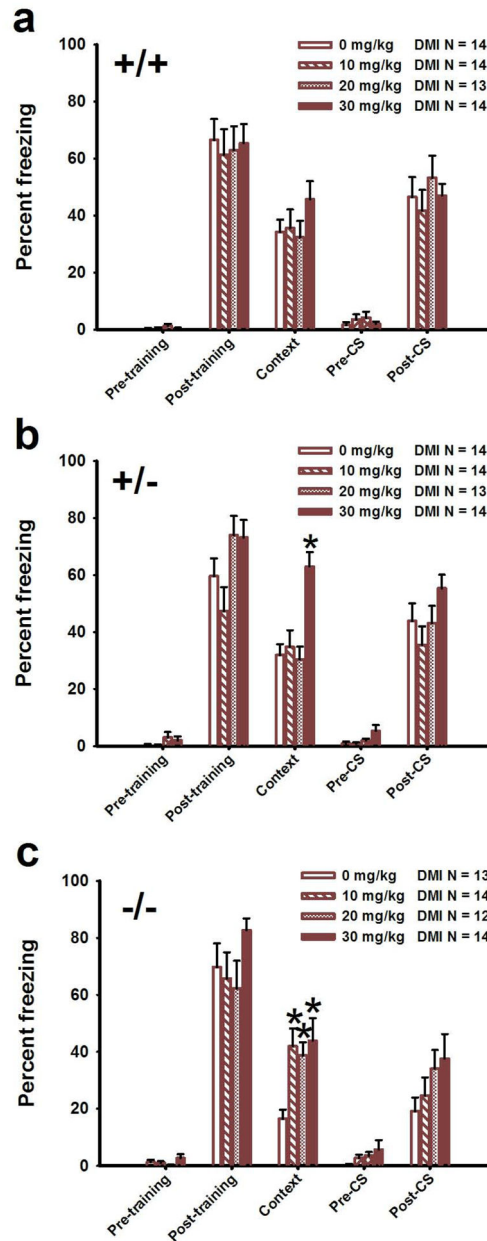 a
+/+
0 mg/kg DMI N = 14
10 mg/kg DMI N = 14
20 mg/kg DMI N = 13
30 mg/kg DMI N = 14
Percent freezing
100
80
60
40
20
0
Pre-training
Post-training
Context
Pre-CS
Post-CS
b
+/-
0 mg/kg DMI N = 14
10 mg/kg DMI N = 14
20 mg/kg DMI N = 13
30 mg/kg DMI N = 14
Percent freezing
100
80
60
40
20
0
*
Pre-training
Post-training
Context
Pre-CS
Post-CS
c
-/-
0 mg/kg DMI N = 13
10 mg/kg DMI N = 14
20 mg/kg DMI N = 12
30 mg/kg DMI N = 14
Percent freezing
100
80
60
40
20
0
* * *
Pre-training
Post-training
Context
Pre-CS
Post-CS